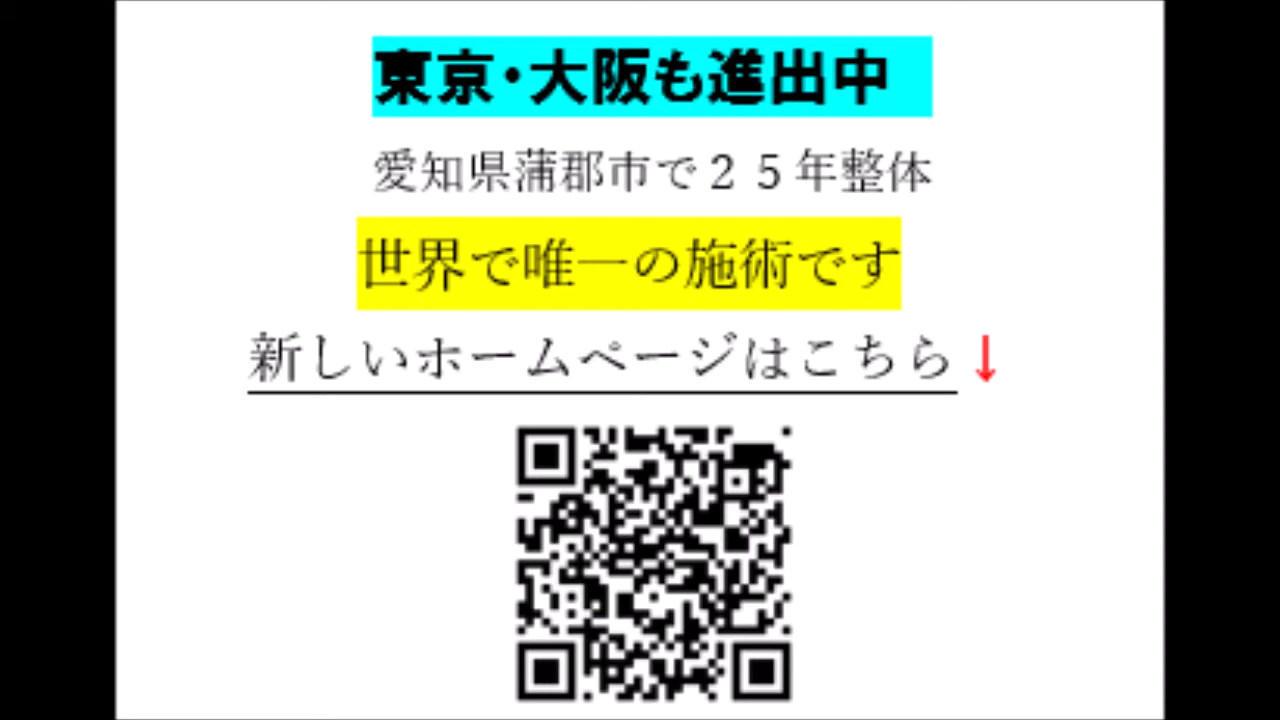 東京・大阪も進出中
愛知県蒲郡市で２５年整体
世界で唯一の施術です
新しいホームページはこちら↓